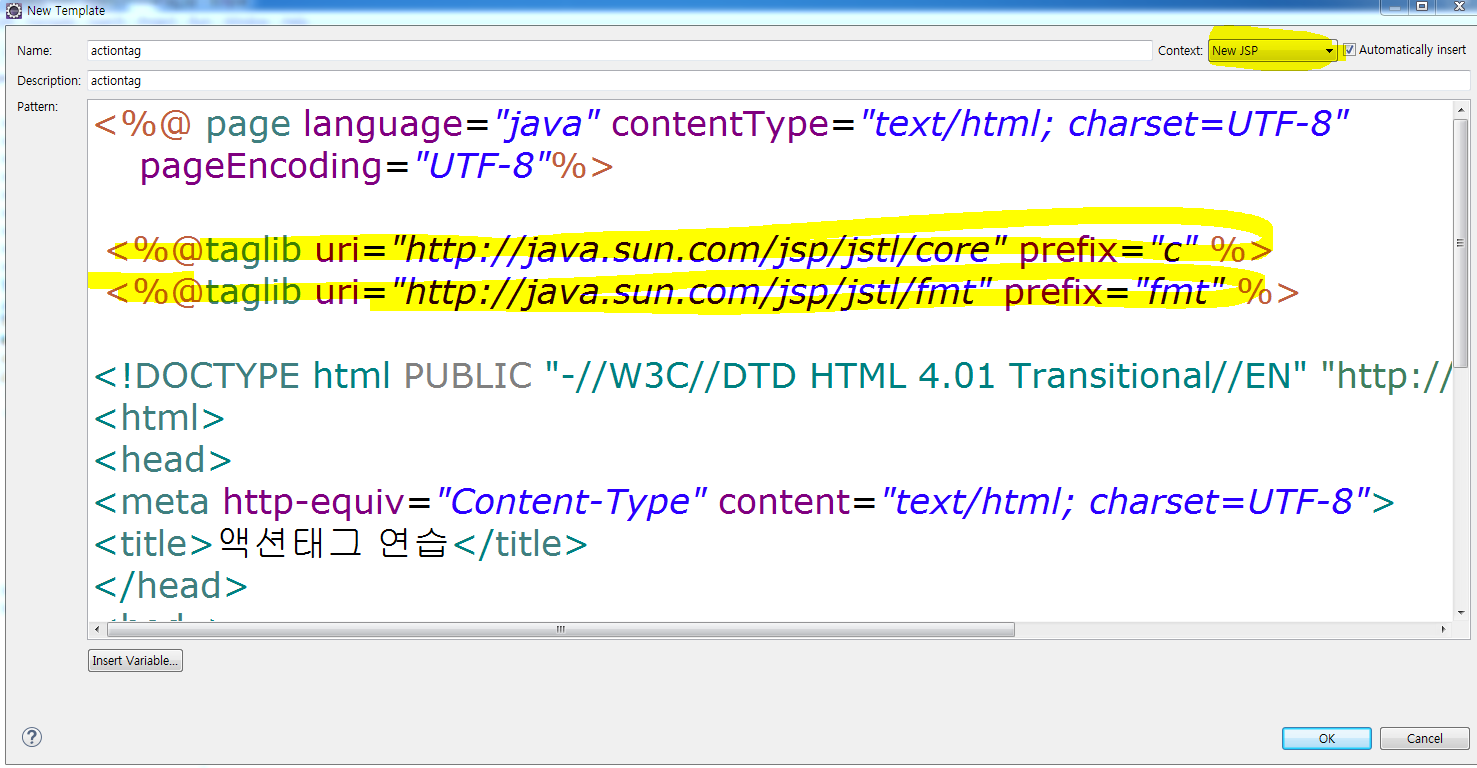 New Template
Name: actiontag Context: New JSP Automatically insert
Description: actiontag
Pattern:
<%@ page language="java" contentType="text/html; charset=UTF-8"
pageEncoding="UTF-8"%>
<%@taglib uri="http://java.sun.com/jsp/jstl/core" prefix="c" %>
<%@taglib uri="http://java.sun.com/jsp/jstl/fmt" prefix="fmt" %>
<!DOCTYPE html PUBLIC "-//W3C//DTD HTML 4.01 Transitional//EN" "http://
<html>
<head>
<meta http-equiv="Content-Type" content="text/html; charset=UTF-8">
<title>액션태그 연습</title>
</head>
Insert Variable...
OK Cancel